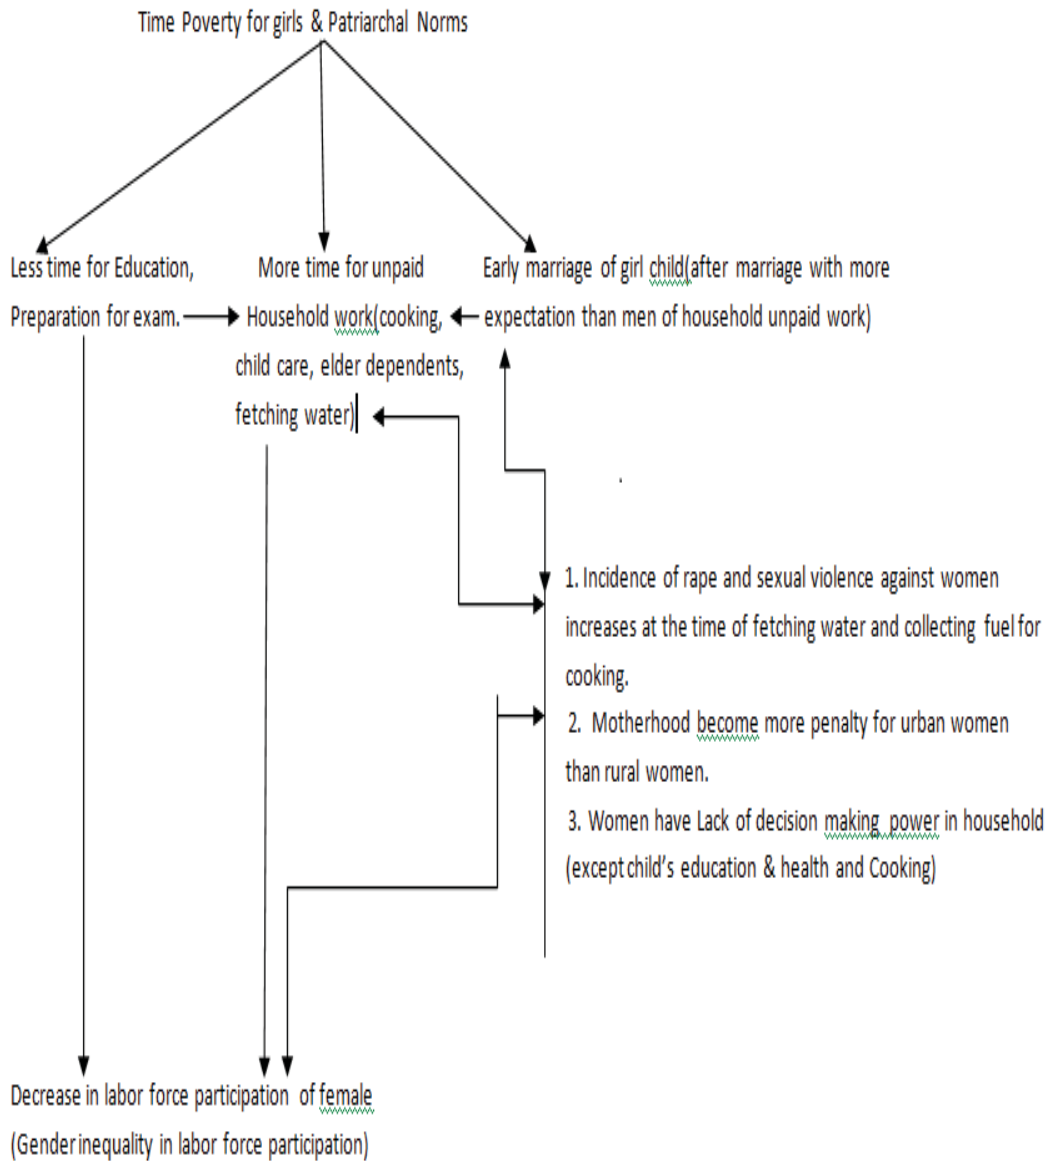 Time Poverty for girls & Patriarchal Norms
Less time for Education,
Preparation for exam.
More time for unpaid
Household work(cooking,
child care, elder dependents,
fetching water)
Early marriage of girl child(after marriage with more
expectation than men of household unpaid work)
1. Incidence of rape and sexual violence against women
increases at the time of fetching water and collecting fuel for
cooking.
2. Motherhood become more penalty for urban women
than rural women.
3. Women have Lack of decision making power in household
(except child's education & health and Cooking)
Decrease in labor force participation of female
(Gender inequality in labor force participation)